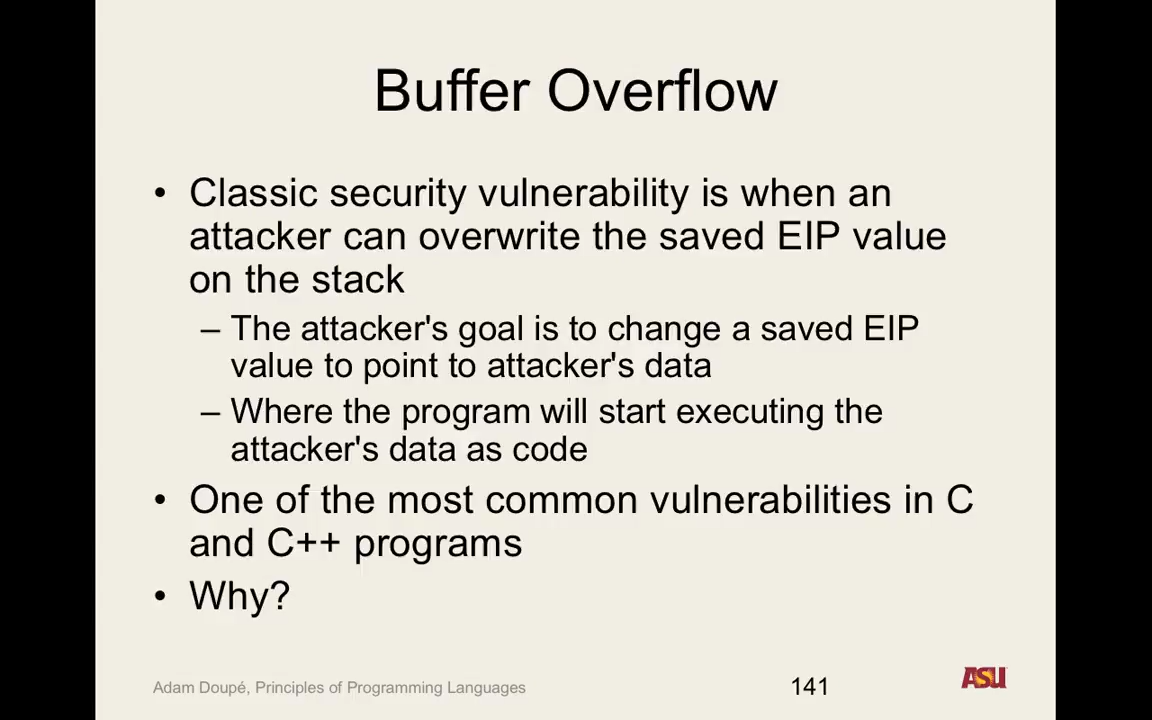 Buffer Overflow
• Classic security vulnerability is when an
attacker can overwrite the saved EIP value
on the stack
– The attacker's goal is to change a saved EIP
value to point to attacker's data
– Where the program will start executing the
attacker's data as code
• One of the most common vulnerabilities in C
and C++ programs
• Why?
Adam Doupé, Principles of Programming Languages
141
ASU